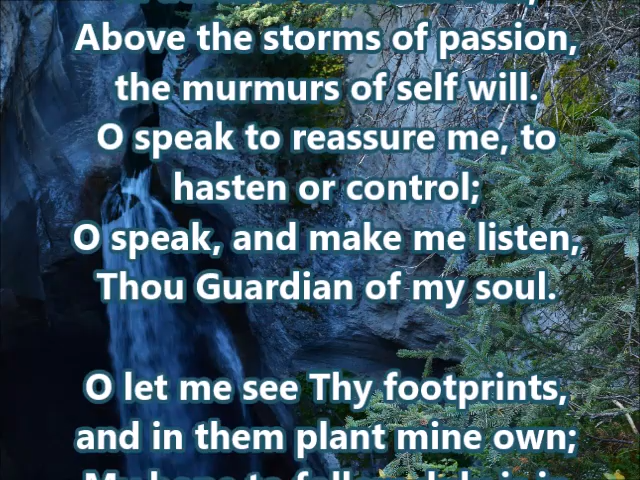 Above the storms of passion,
the murmurs of self will.
O speak to reassure me, to
hasten or control;
O speak, and make me listen,
Thou Guardian of my soul.
O let me see Thy footprints,
and in them plant mine own;